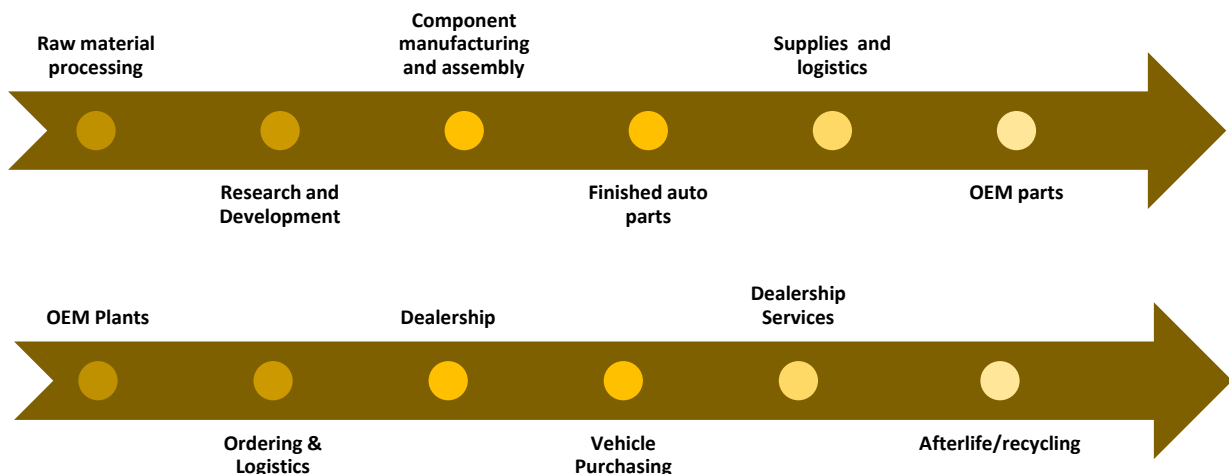 Raw material
processing
Research and
Development
Component
manufacturing
and assembly
Finished auto
parts
Supplies and
logistics
OEM parts
OEM Plants
Ordering &
Logistics
Dealership
Vehicle
Purchasing
Dealership
Services
Afterlife/recycling